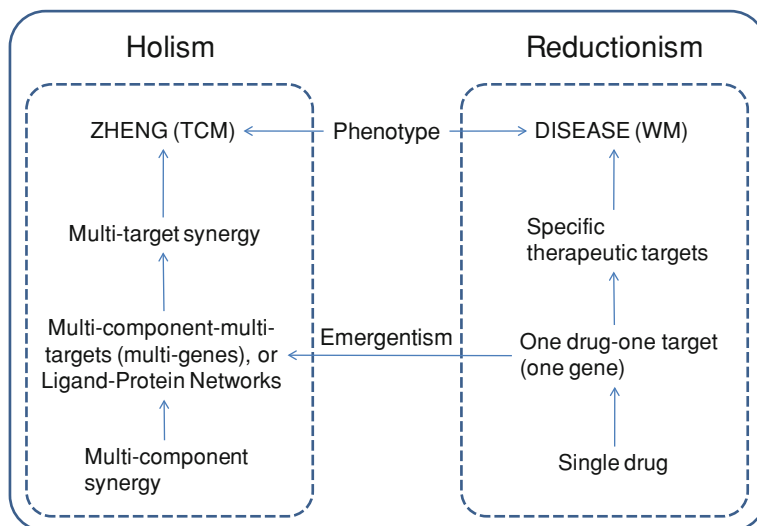 Holism
Reductionism
ZHENG (TCM)
Phenotype
DISEASE (WM)
Multi-target synergy
Specific
therapeutic targets
Multi-component-multi-
targets (multi-genes), or
Ligand-Protein Networks
Emergentism
One drug-one target
(one gene)
Multi-component
synergy
Single drug